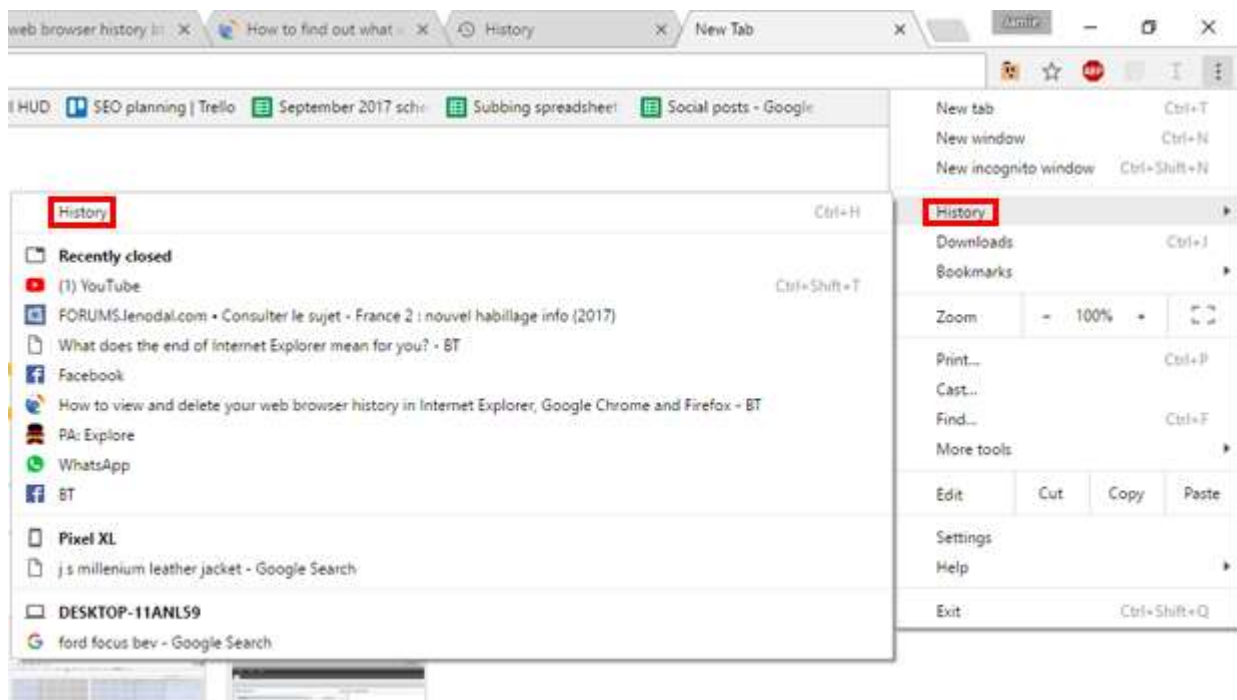 web browser history in
How to find out what
History
New Tab
HUD
SEO planning | Trello
September 2017 sche
Subbing spreadsheet
Social posts - Google
ABP
New tab Ctrl+T
New window Ctrl+N
New incognito window Ctrl+Shift+N
History
Downloads Ctrl+J
Bookmarks
Zoom - 100% +
Print... Ctrl+P
Cast...
Find... Ctrl+F
More tools
Edit Cut Copy Paste
Settings
Help
Exit Ctrl+Shift+Q
History Ctrl+H
Recently closed
(1) YouTube Ctrl+Shift+T
FORUMS.lenodal.com • Consulter le sujet - France 2 : nouvel habillage info (2017)
What does the end of Internet Explorer mean for you? - BT
Facebook
How to view and delete your web browser history in Internet Explorer, Google Chrome and Firefox - BT
PA: Explore
WhatsApp
BT
Pixel XL
j s millenium leather jacket - Google Search
DESKTOP-11ANL59
ford focus bev - Google Search